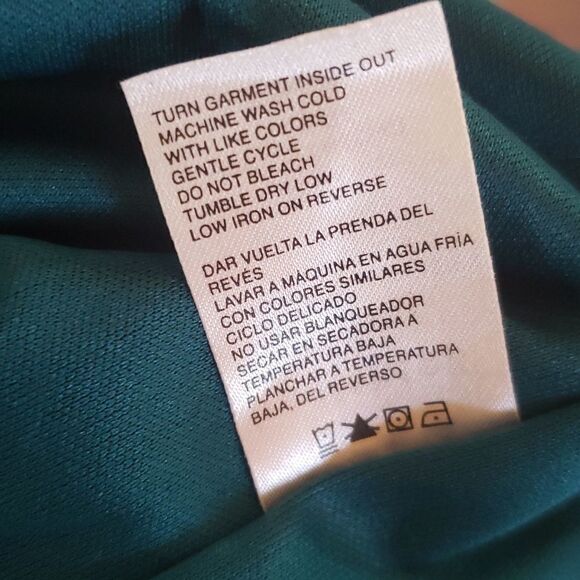 TURN GARMENT INSIDE OUT
MACHINE WASH COLD
WITH LIKE COLORS
GENTLE CYCLE
DO NOT BLEACH
TUMBLE DRY LOW
LOW IRON ON REVERSE
DAR VUELTA LA PRENDA DEL
REVÉS
LAVAR A MÁQUINA EN AGUA FRÍA
CON COLORES SIMILARES
CICLO DELICADO
NO USAR BLANQUEADOR
SECAR EN SECADORA A
TEMPERATURA BAJA
PLANCHAR A TEMPERATURA
BAJA, DEL REVERSO